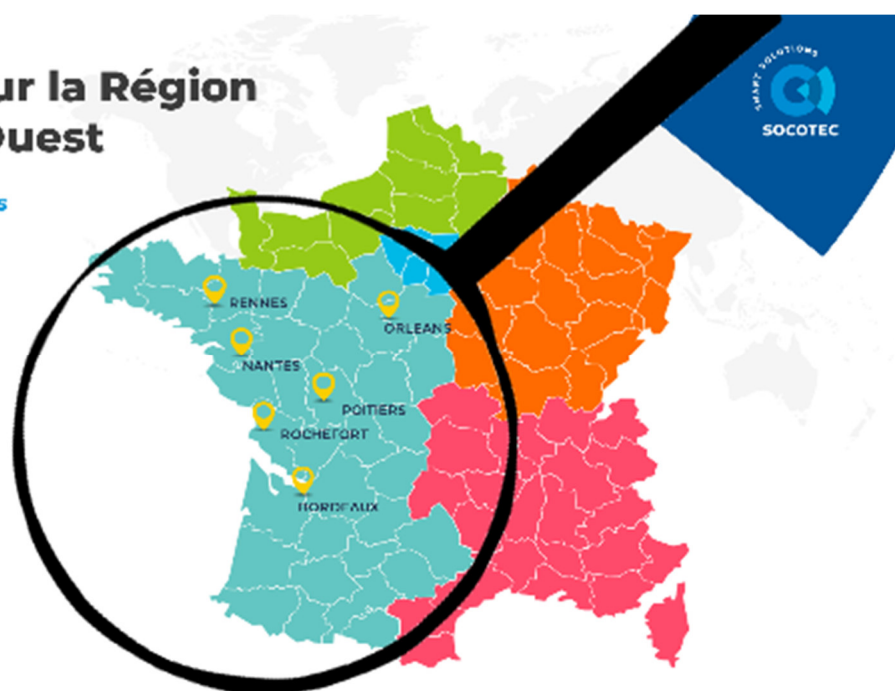 ur la Région
Ouest
s
SMART SOLUTIONS
SOCOTEC
RENNES
ORLEANS
NANTES
POITIERS
ROCHEFORT
BORDEAUX